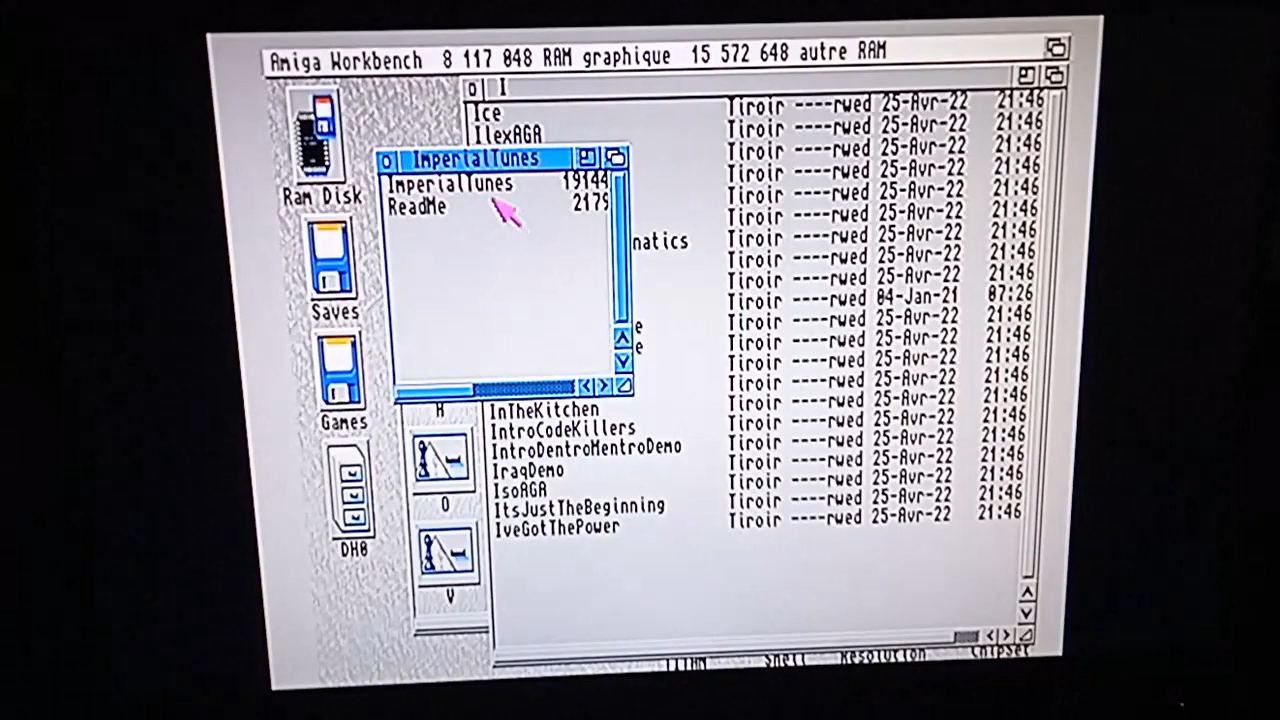 Amiga Workbench 8 117 048 RAM graphique 15 572 648 autre RAM
I
Ice Tiroir ----rwed 25-Avr-22 21:46
IlexAGA Tiroir ----rwed 25-Avr-22 21:46
Tiroir ----rwed 25-Avr-22 21:46
Tiroir ----rwed 25-Avr-22 21:46
Tiroir ----rwed 25-Avr-22 21:46
Tiroir ----rwed 25-Avr-22 21:46
natics Tiroir ----rwed 25-Avr-22 21:46
Tiroir ----rwed 25-Avr-22 21:46
Tiroir ----rwed 25-Avr-22 21:46
Tiroir ----rwed 04-Jan-21 07:26
e Tiroir ----rwed 25-Avr-22 21:46
e Tiroir ----rwed 25-Avr-22 21:46
Tiroir ----rwed 25-Avr-22 21:46
Tiroir ----rwed 25-Avr-22 21:46
InTheKitchen Tiroir ----rwed 25-Avr-22 21:46
IntroCodeKillers Tiroir ----rwed 25-Avr-22 21:46
IntroDentroMentroDemo Tiroir ----rwed 25-Avr-22 21:46
IraqDemo Tiroir ----rwed 25-Avr-22 21:46
IsoAGA Tiroir ----rwed 25-Avr-22 21:46
ItsJustTheBeginning Tiroir ----rwed 25-Avr-22 21:46
IveGotThePower Tiroir ----rwed 25-Avr-22 21:46
ImperialTunes
ImperialTunes 19144
ReadMe 2179
Ram Disk
Saves
Games
DH0
H
O
V
Shell Resolution ChipSet